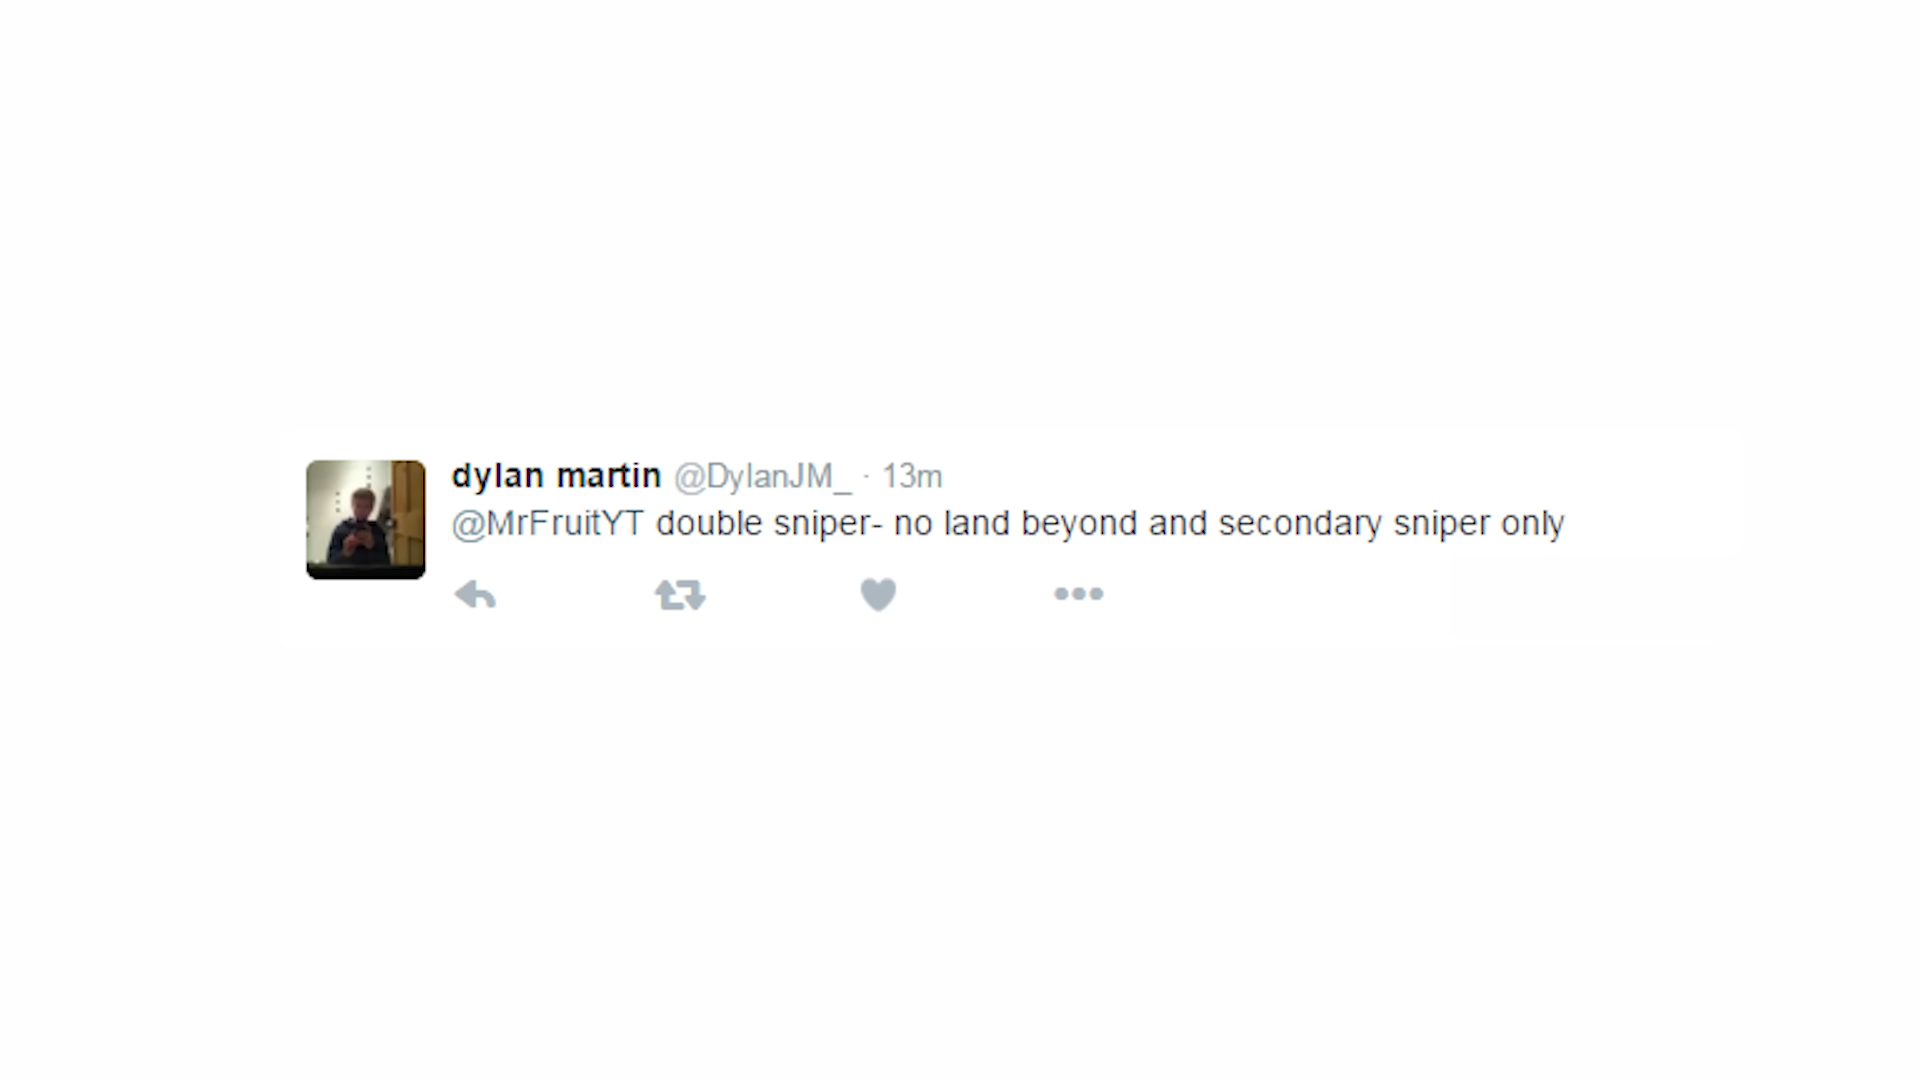 dylan martin @DylanJM_ · 13m
@MrFruitYT double sniper- no land beyond and secondary sniper only